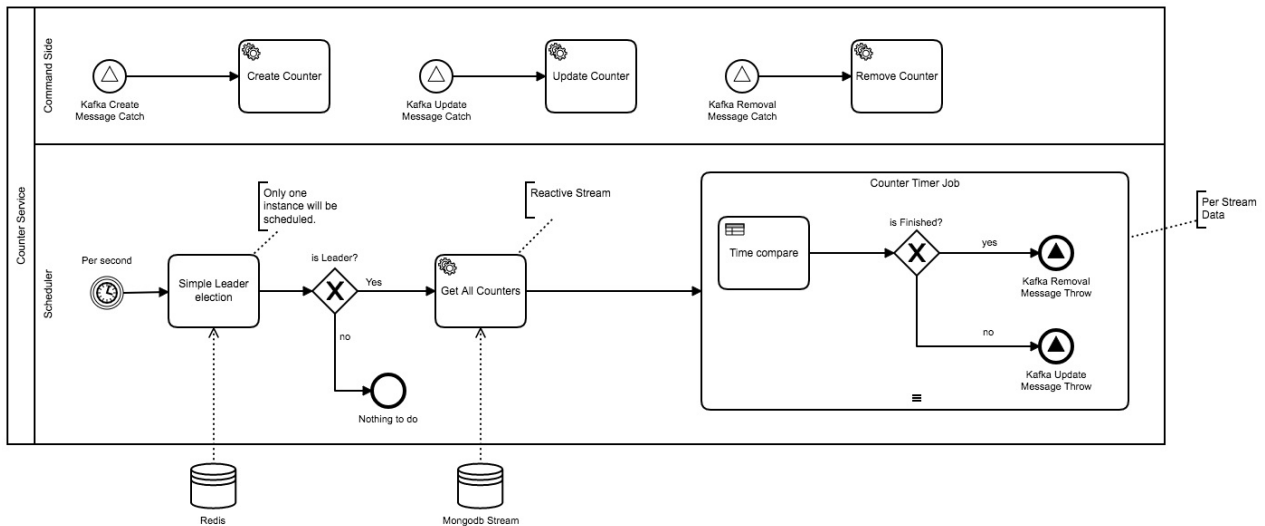 Counter Service
Command Side
Kafka Create
Message Catch
Create Counter
Kafka Update
Message Catch
Update Counter
Kafka Removal
Message Catch
Remove Counter
Scheduler
Per second
Simple Leader
election
Only one
instance will be
scheduled.
is Leader?
Yes
no
Nothing to do
Get All Counters
Reactive Stream
Counter Timer Job
Time compare
is Finished?
yes
Kafka Removal
Message Throw
no
Kafka Update
Message Throw
Per Stream
Data
Redis
Mongodb Stream